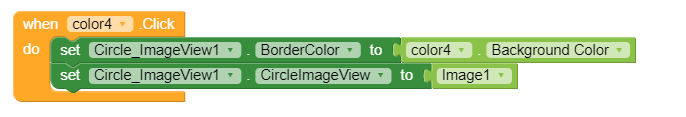 when color4 .Click
do set Circle_ImageView1 . BorderColor to color4 . Background Color
set Circle_ImageView1 . CircleImageView to Image1